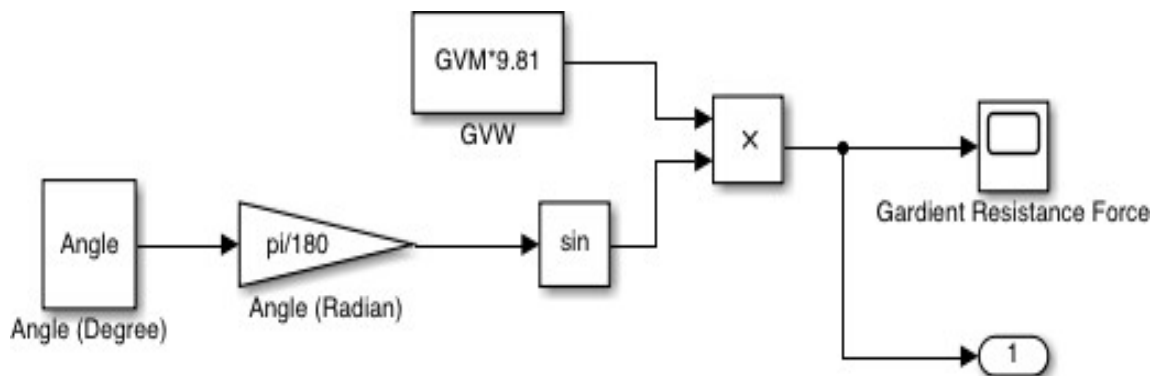 GVM*9.81
GVW
X
Gardient Resistance Force
Angle
pi/180
sin
Angle (Radian)
Angle (Degree)
1